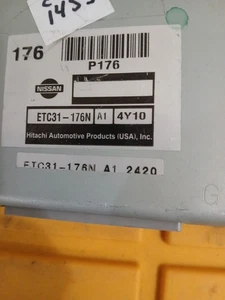 176
P176
NISSAN
ETC31-176N A1 4Y10
Hitachi Automotive Products (USA), Inc.
ETC31-176N A1 2420
G